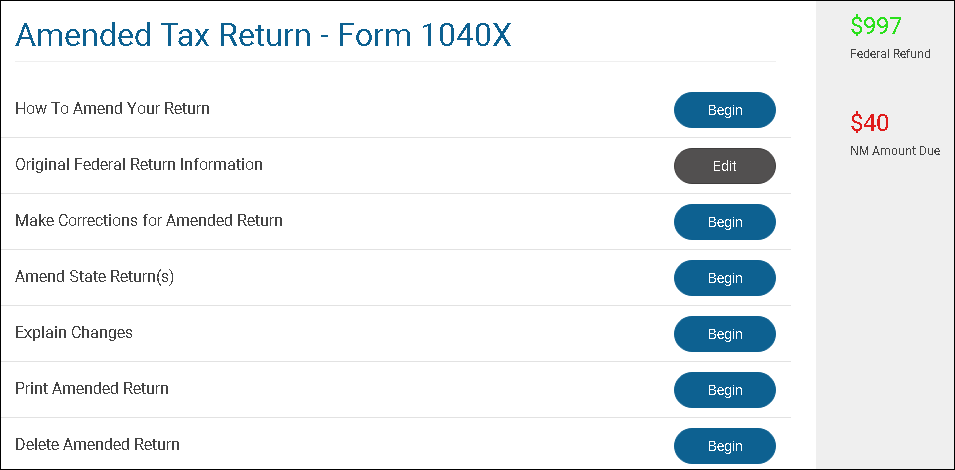 Amended Tax Return - Form 1040X
$997
Federal Refund
How To Amend Your Return
Begin
$40
NM Amount Due
Original Federal Return Information
Edit
Make Corrections for Amended Return
Begin
Amend State Return(s)
Begin
Explain Changes
Begin
Print Amended Return
Begin
Delete Amended Return
Begin